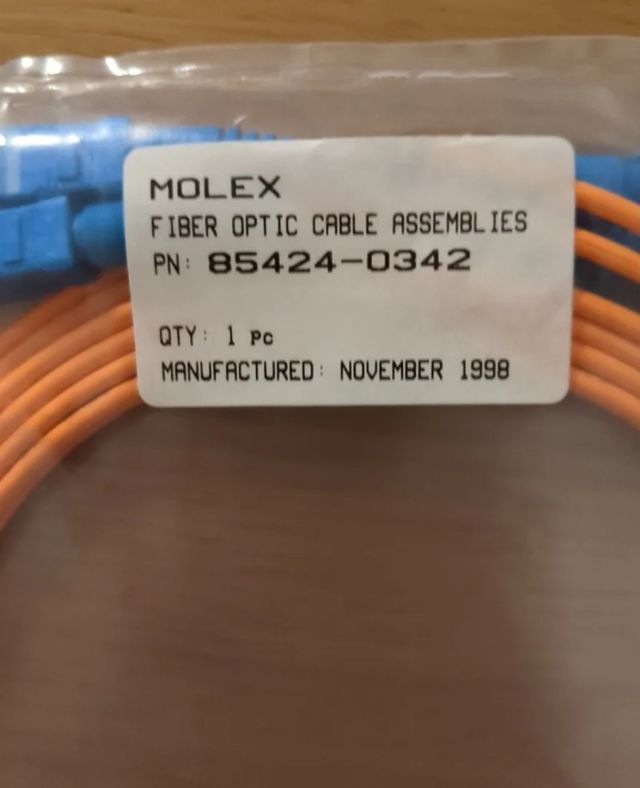 MOLEX
FIBER OPTIC CABLE ASSEMBLIES
PN: 85424-0342
QTY: 1 Pc
MANUFACTURED: NOVEMBER 1998